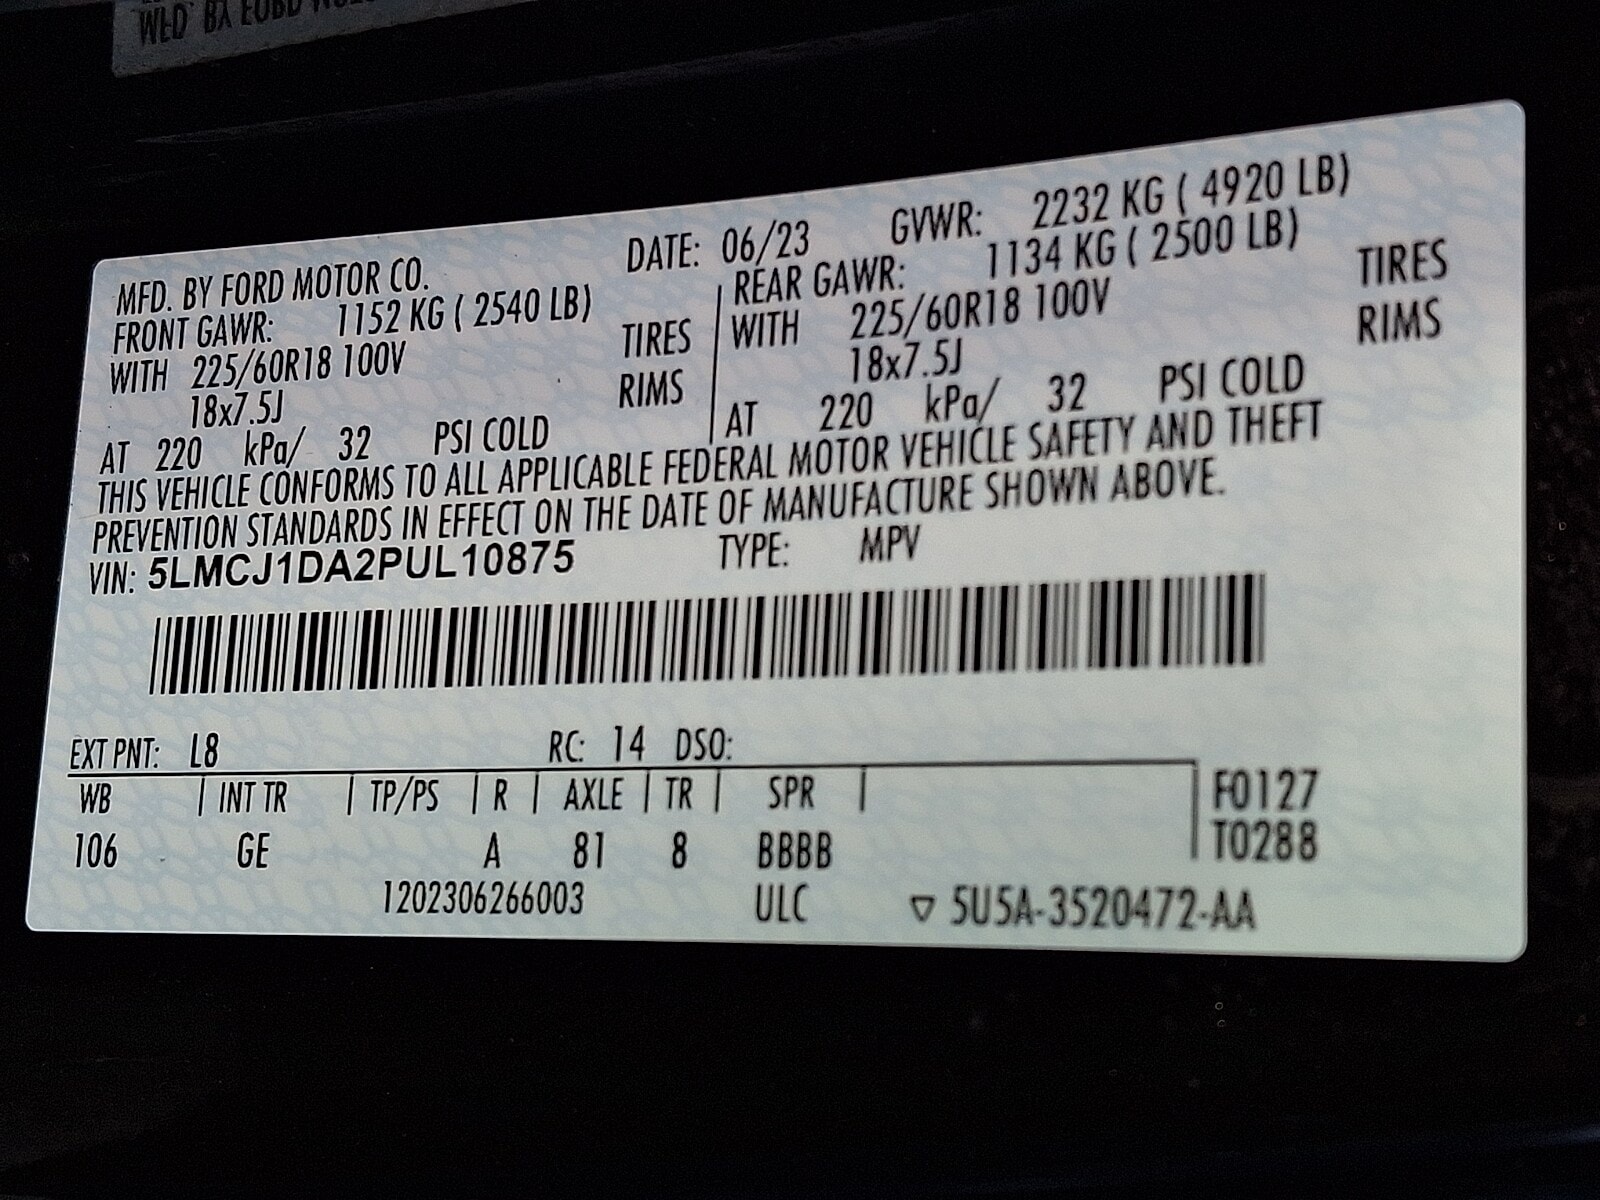 MFD. BY FORD MOTOR CO. DATE: 06/23 GVWR: 2232 KG ( 4920 LB)
FRONT GAWR: 1152 KG ( 2540 LB) REAR GAWR: 1134 KG ( 2500 LB)
WITH 225/60R18 100V TIRES WITH 225/60R18 100V TIRES
18x7.5J RIMS 18x7.5J RIMS
AT 220 kPa/ 32 PSI COLD AT 220 kPa/ 32 PSI COLD
THIS VEHICLE CONFORMS TO ALL APPLICABLE FEDERAL MOTOR VEHICLE SAFETY AND THEFT
PREVENTION STANDARDS IN EFFECT ON THE DATE OF MANUFACTURE SHOWN ABOVE.
VIN: 5LMCJ1DA2PUL10875 TYPE: MPV
EXT PNT: L8 RC: 14 DSO:
WB INT TR TP/PS R AXLE TR SPR F0127
106 GE A 81 8 BBBB T0288
1202306266003 ULC ▽ 5U5A-3520472-AA